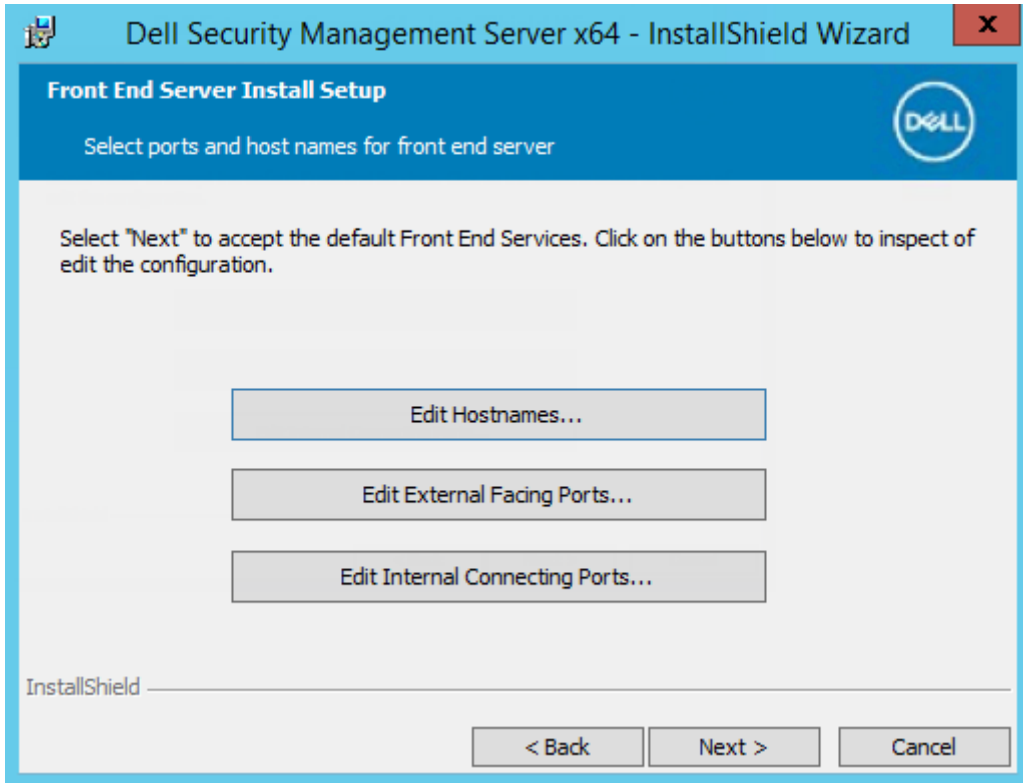 Dell Security Management Server x64 - InstallShield Wizard
x
Front End Server Install Setup
DELL
Select ports and host names for front end server
Select "Next" to accept the default Front End Services. Click on the buttons below to inspect of
edit the configuration.
Edit Hostnames...
Edit External Facing Ports...
Edit Internal Connecting Ports...
InstallShield
< Back
Next >
Cancel